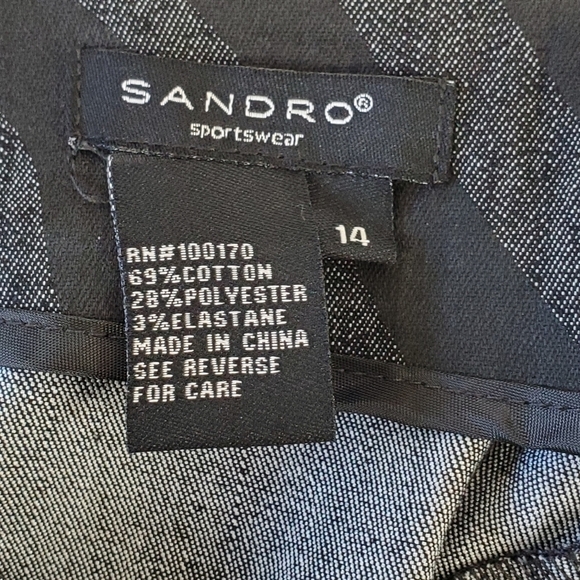 SANDRO®
sportswear
14
RN#100170
69%COTTON
28%POLYESTER
3%ELASTANE
MADE IN CHINA
SEE REVERSE
FOR CARE